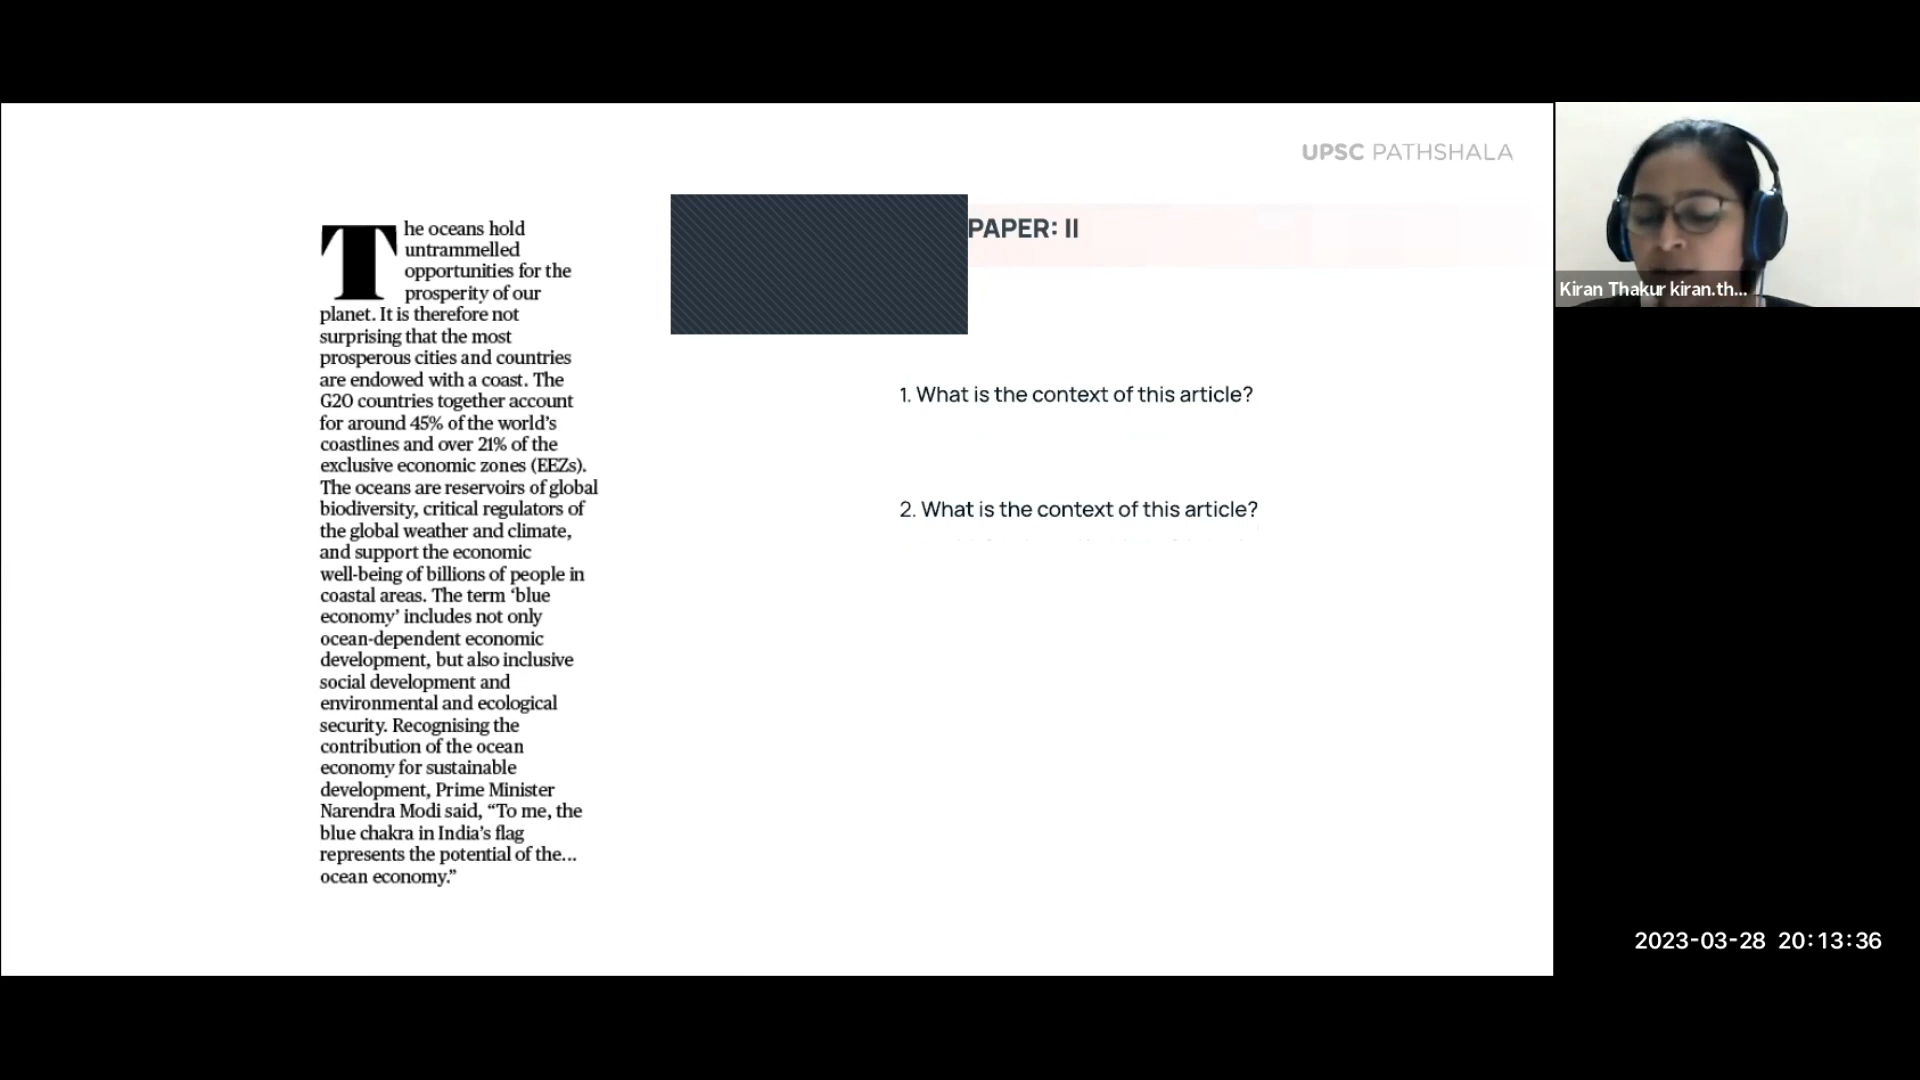 UPSC PATHSHALA
The oceans hold
untrammelled
opportunities for the
prosperity of our
planet. It is therefore not
surprising that the most
prosperous cities and countries
are endowed with a coast. The
G20 countries together account
for around 45% of the world’s
coastlines and over 21% of the
exclusive economic zones (EEZs).
The oceans are reservoirs of global
biodiversity, critical regulators of
the global weather and climate,
and support the economic
well-being of billions of people in
coastal areas. The term ‘blue
economy’ includes not only
ocean-dependent economic
development, but also inclusive
social development and
environmental and ecological
security. Recognising the
contribution of the ocean
economy for sustainable
development, Prime Minister
Narendra Modi said, “To me, the
blue chakra in India’s flag
represents the potential of the...
ocean economy.”
PAPER: II
1. What is the context of this article?
2. What is the context of this article?
Kiran Thakur kiran.th...
2023-03-28 20:13:36